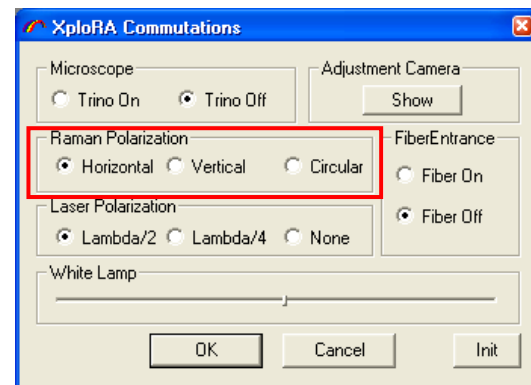 XploRA Commutations
Microscope
Trino On Trino Off
Adjustment Camera
Show
Raman Polarization
Horizontal Vertical Circular
FiberEntrance
Fiber On
Fiber Off
Laser Polarization
Lambda/2 Lambda/4 None
White Lamp
OK Cancel Init